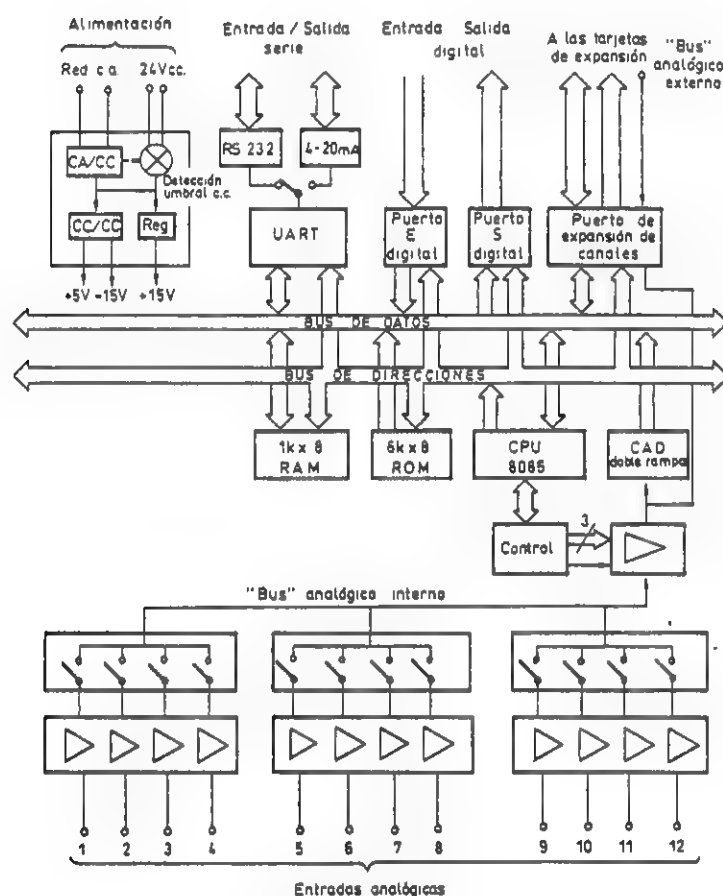 Alimentación
Red c.a. 24Vcc.
Entrada / Salida
serie
Entrada Salida
digital
A las tarjetas
de expansión
"Bus"
analógico
externo
RS 232
4-20mA
CA/CC
Detección
umbral c.c.
CC/CC
Reg
UART
Puerto
E
digital
Puerto
S
digital
Puerto de
expansión de
canales
+5V -15V +15V
BUS DE DATOS
BUS DE DIRECCIONES
1k x 8
RAM
6k x 8
ROM
CPU
8085
CAD
doble rampa
3
Control
"Bus" analógico interno
1 2 3 4 5 6 7 8 9 10 11 12
Entradas analógicas